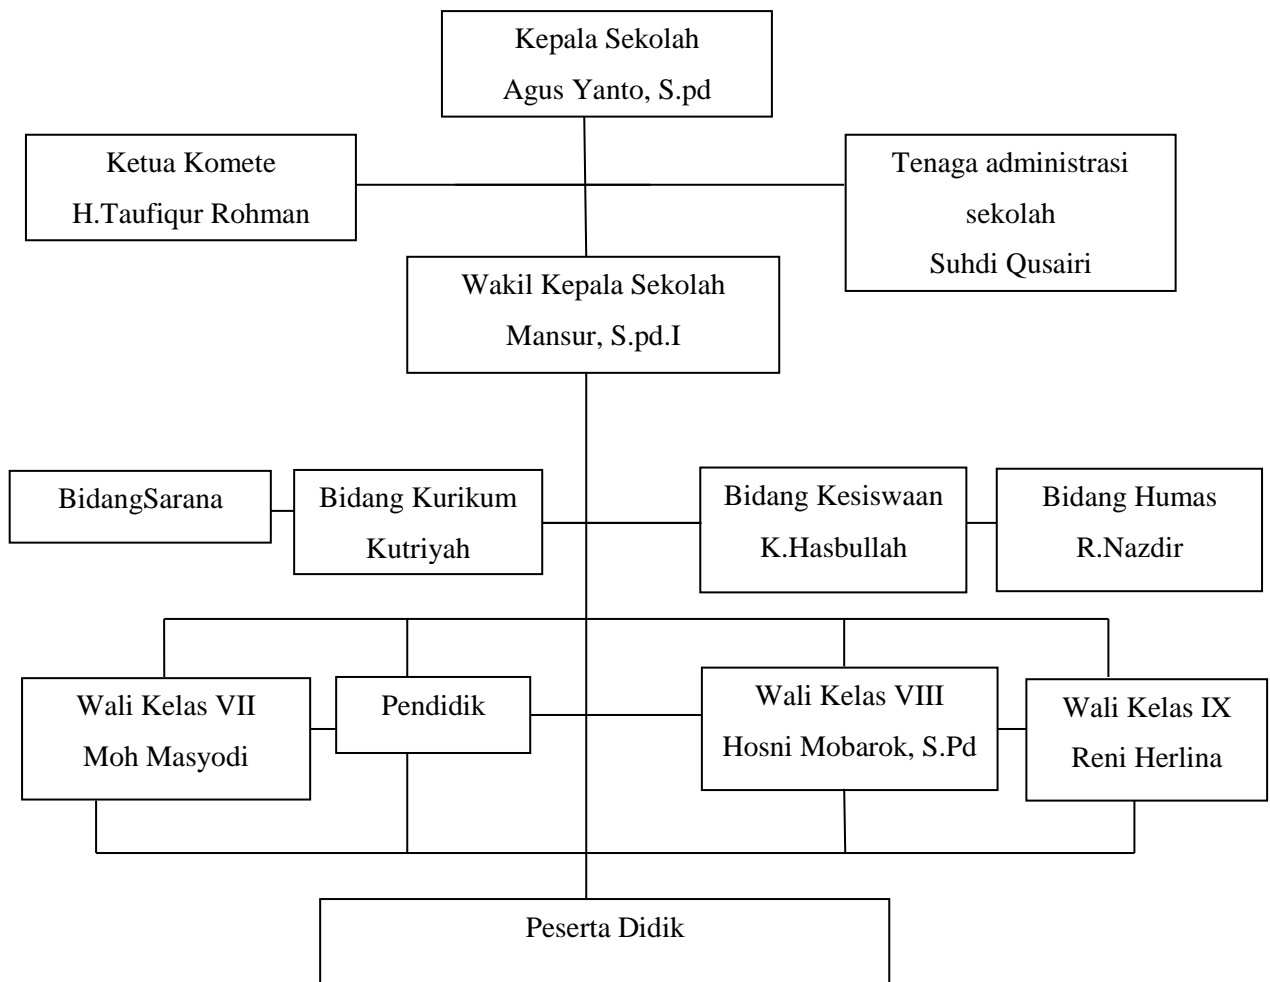 Kepala Sekolah
Agus Yanto, S.pd
Ketua Komete
H.Taufiqur Rohman
Tenaga administrasi
sekolah
Suhdi Qusairi
Wakil Kepala Sekolah
Mansur, S.pd.I
BidangSarana
Bidang Kurikum
Kutriyah
Bidang Kesiswaan
K.Hasbullah
Bidang Humas
R.Nazdir
Wali Kelas VII
Moh Masyodi
Pendidik
Wali Kelas VIII
Hosni Mobarok, S.Pd
Wali Kelas IX
Reni Herlina
Peserta Didik